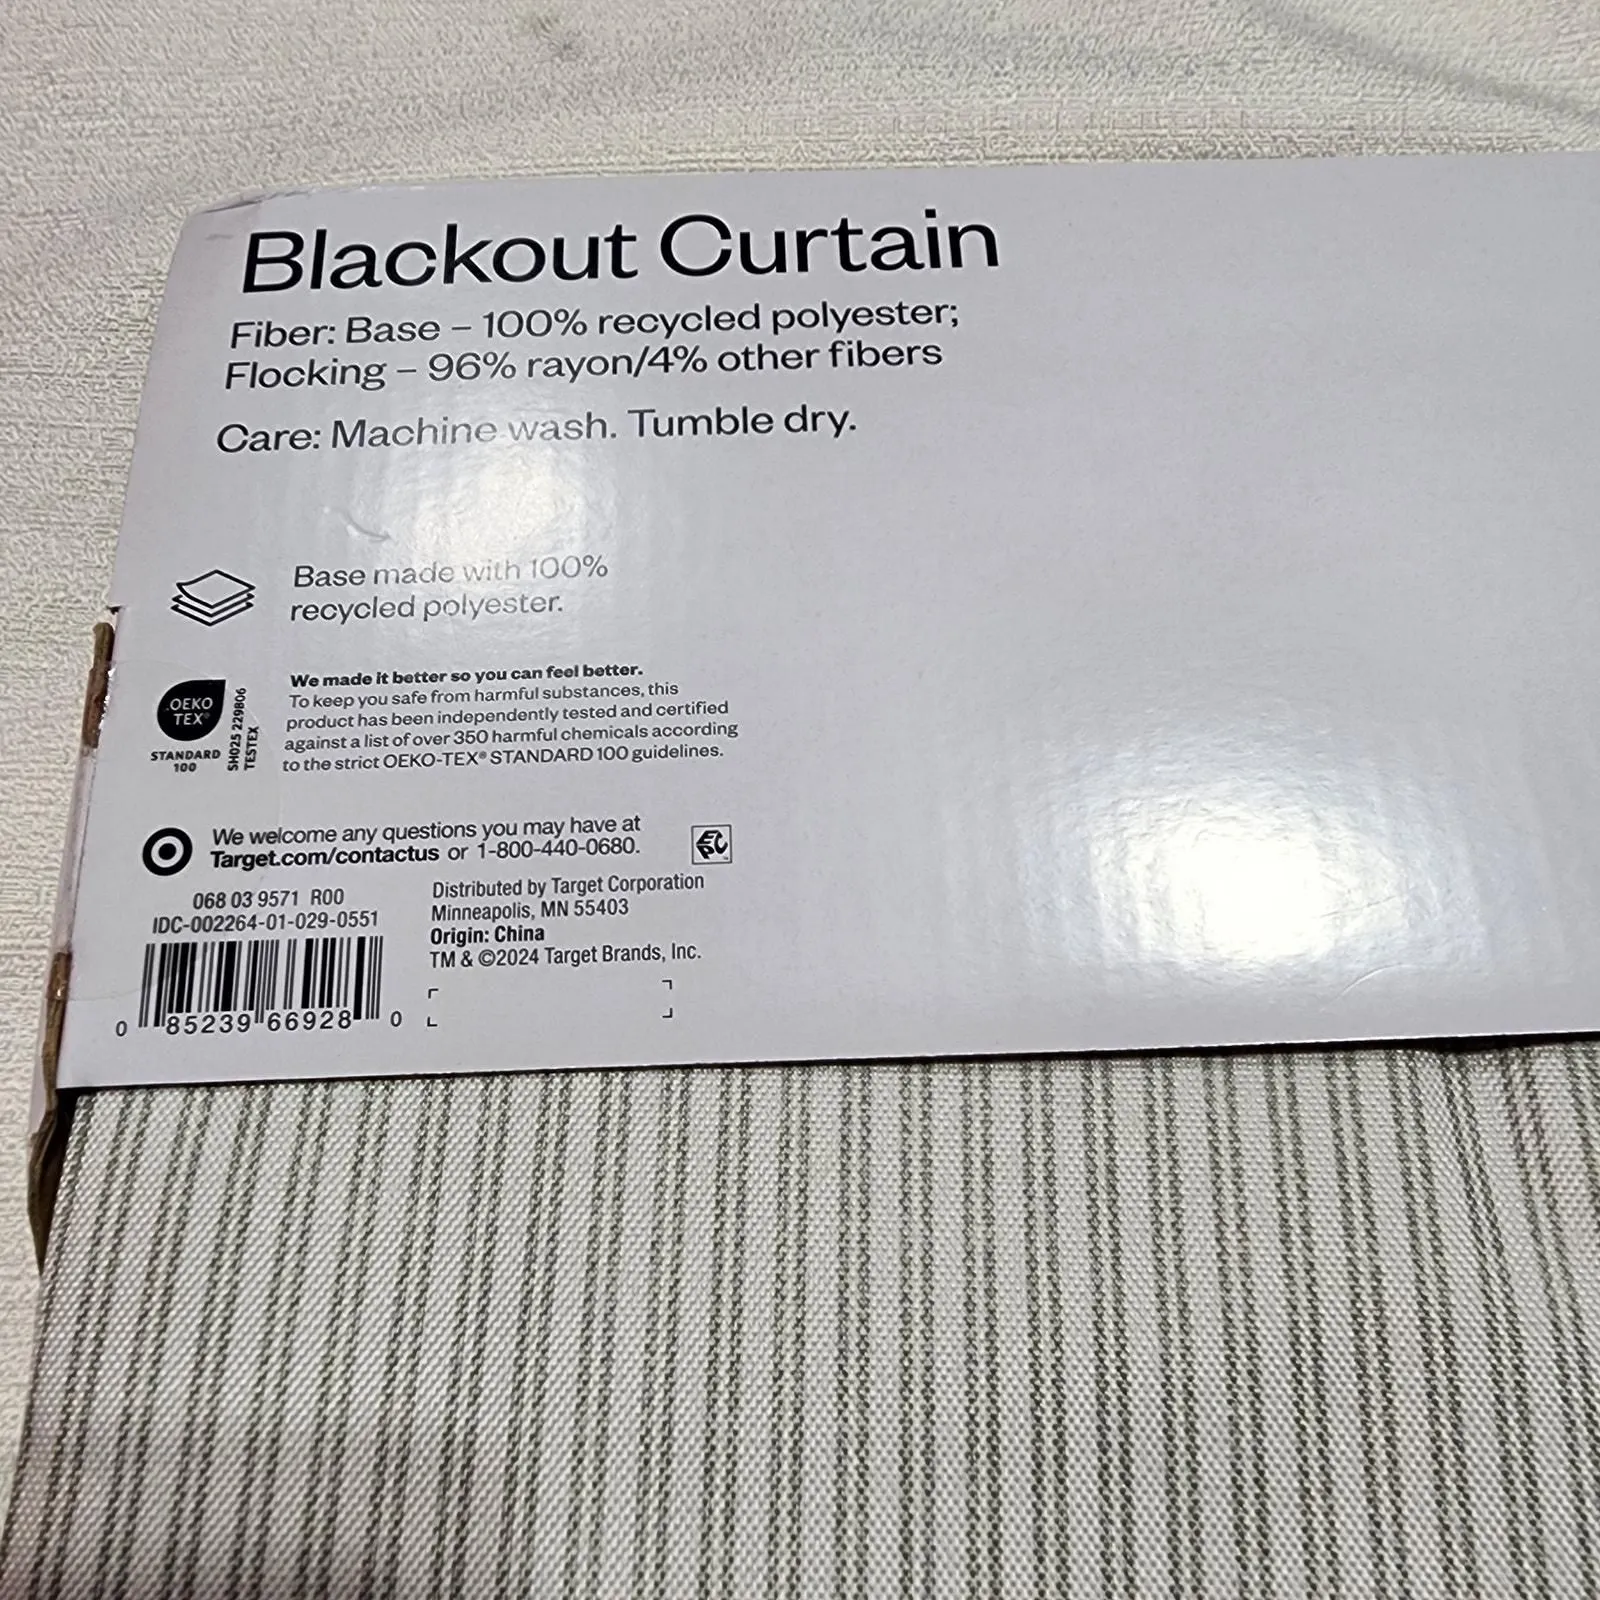 Blackout Curtain
Fiber: Base – 100% recycled polyester;
Flocking – 96% rayon/4% other fibers
Care: Machine wash. Tumble dry.
Base made with 100%
recycled polyester.
OEKO
TEX®
STANDARD
100
SH025 229806
TESTEX
We made it better so you can feel better.
To keep you safe from harmful substances, this
product has been independently tested and certified
against a list of over 350 harmful chemicals according
to the strict OEKO-TEX® STANDARD 100 guidelines.
We welcome any questions you may have at
Target.com/contactus or 1-800-440-0680.
068 03 9571 R00
IDC-002264-01-029-0551
0 85239 66928 0
Distributed by Target Corporation
Minneapolis, MN 55403
Origin: China
TM & ©2024 Target Brands, Inc.